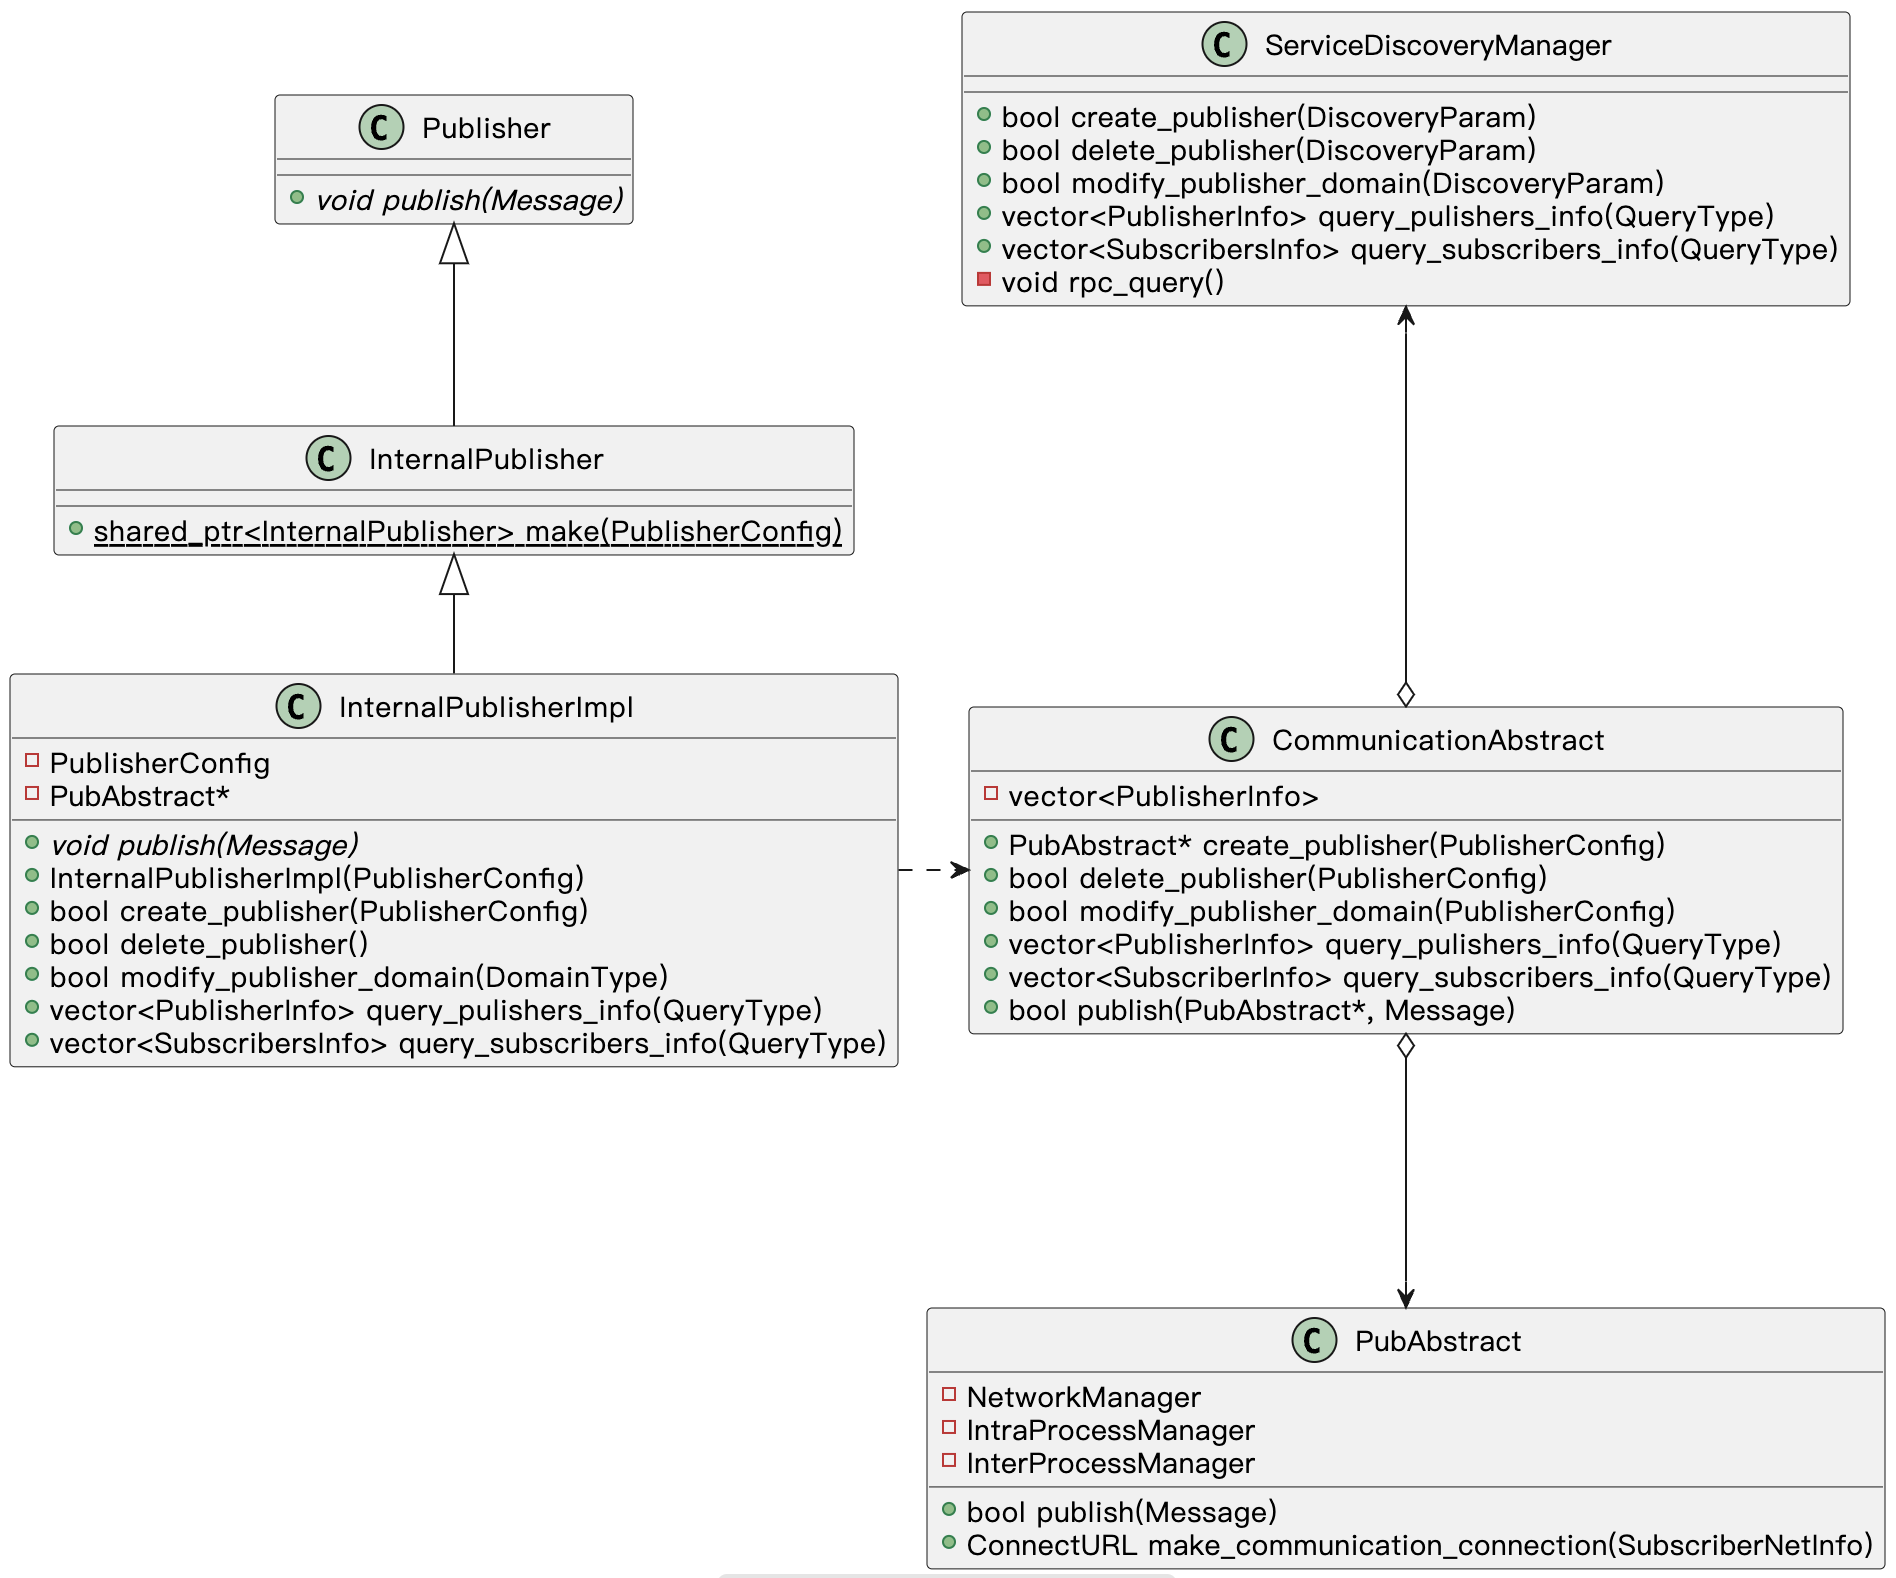 C Publisher
void publish(Message)
C InternalPublisher
shared_ptr<InternalPublisher> make(PublisherConfig)
C InternalPublisherImpl
PublisherConfig
PubAbstract*
void publish(Message)
InternalPublisherImpl(PublisherConfig)
bool create_publisher(PublisherConfig)
bool delete_publisher()
bool modify_publisher_domain(DomainType)
vector<PublisherInfo> query_pulishers_info(QueryType)
vector<SubscribersInfo> query_subscribers_info(QueryType)
C ServiceDiscoveryManager
bool create_publisher(DiscoveryParam)
bool delete_publisher(DiscoveryParam)
bool modify_publisher_domain(DiscoveryParam)
vector<PublisherInfo> query_pulishers_info(QueryType)
vector<SubscribersInfo> query_subscribers_info(QueryType)
void rpc_query()
C CommunicationAbstract
vector<PublisherInfo>
PubAbstract* create_publisher(PublisherConfig)
bool delete_publisher(PublisherConfig)
bool modify_publisher_domain(PublisherConfig)
vector<PublisherInfo> query_pulishers_info(QueryType)
vector<SubscriberInfo> query_subscribers_info(QueryType)
bool publish(PubAbstract*, Message)
C PubAbstract
NetworkManager
IntraProcessManager
InterProcessManager
bool publish(Message)
ConnectURL make_communication_connection(SubscriberNetInfo)